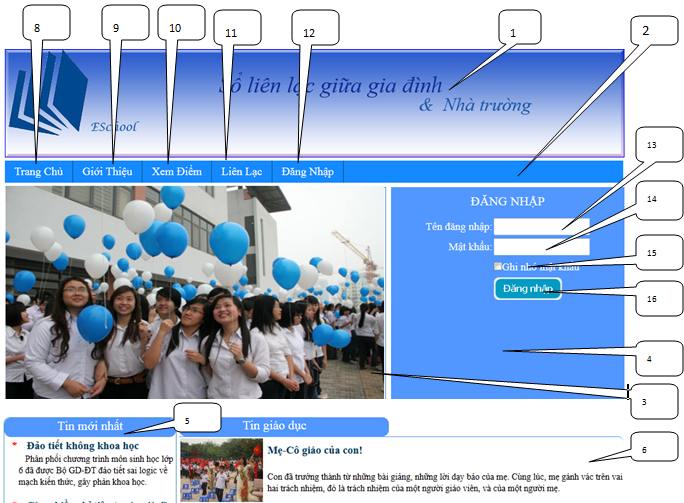 8
9
10
11
12
1
2
Sổ liên lạc giữa gia đình
& Nhà trường
ESchool
Trang Chủ
Giới Thiệu
Xem Điểm
Liên Lạc
Đăng Nhập
13
14
15
16
4
3
ĐĂNG NHẬP
Tên đăng nhập:
Mật khẩu:
Ghi nhớ mật khẩu
Đăng nhập
Tin mới nhất
5
Tin giáo dục
6
* Đảo tiết không khoa học
Phân phối chương trình môn sinh học lớp
6 đã được Bộ GD-ĐT đảo tiết sai logic về
mạch kiến thức, gây phản khoa học.
Mẹ-Cô giáo của con!
Con đã trưởng thành từ những bài giảng, những lời dạy bảo của mẹ. Cùng lúc, mẹ gánh vác trên vai
hai trách nhiệm, đó là trách nhiệm của một người giáo viên, và của một người mẹ.